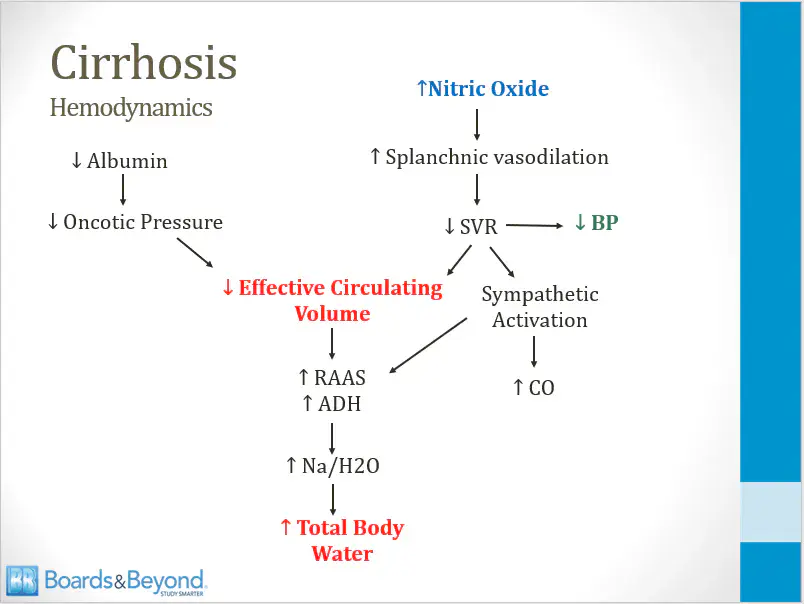 Cirrhosis
Hemodynamics
↑Nitric Oxide
↓Albumin
↑Splanchnic vasodilation
↓Oncotic Pressure
↓SVR
↓BP
↓Effective Circulating
Volume
Sympathetic
Activation
↑RAAS
↑ADH
↑CO
↑Na/H2O
↑Total Body
Water
BB Boards&Beyond.
STUDY SMARTER